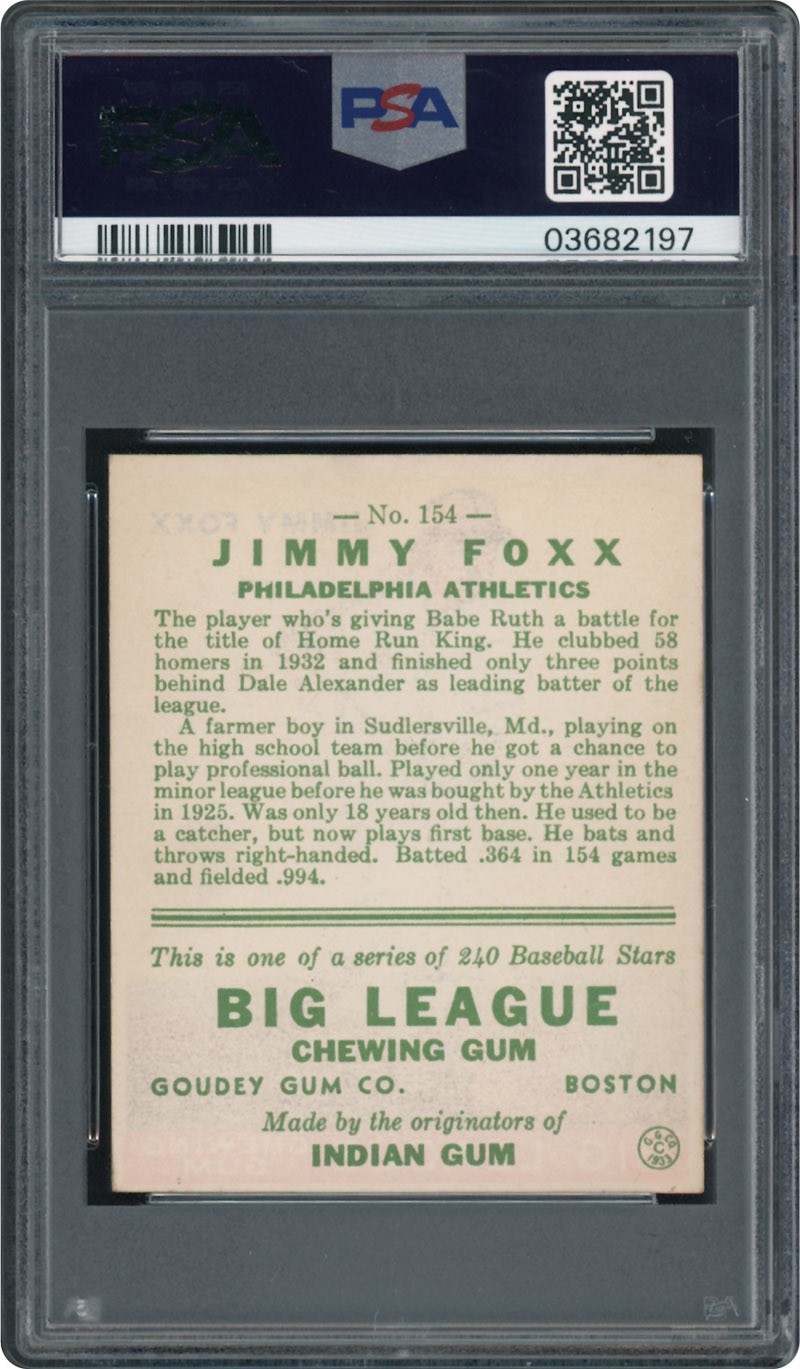 PSA
PSA
03682197
— No. 154 —
JIMMY FOXX
PHILADELPHIA ATHLETICS
The player who's giving Babe Ruth a battle for
the title of Home Run King. He clubbed 58
homers in 1932 and finished only three points
behind Dale Alexander as leading batter of the
league.
A farmer boy in Sudlersville, Md., playing on
the high school team before he got a chance to
play professional ball. Played only one year in the
minor league before he was bought by the Athletics
in 1925. Was only 18 years old then. He used to be
a catcher, but now plays first base. He bats and
throws right-handed. Batted .364 in 154 games
and fielded .994.
This is one of a series of 240 Baseball Stars
BIG LEAGUE
CHEWING GUM
GOUDEY GUM CO. BOSTON
Made by the originators of
INDIAN GUM
G. G. Co.
C
1933
PSA